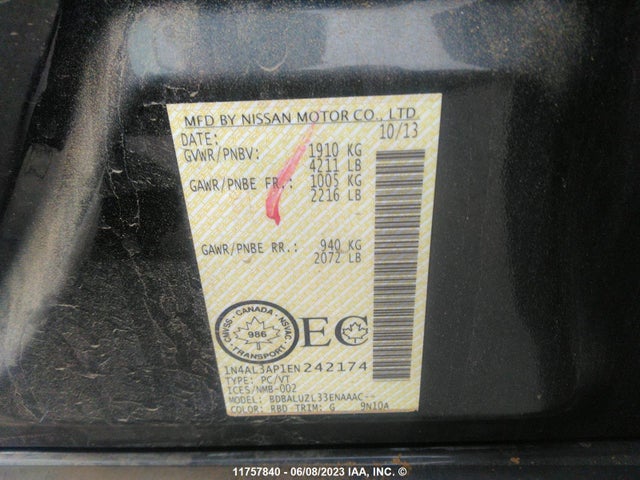 MFD BY NISSAN MOTOR CO., LTD
DATE: 10/13
GVWR/PNBV: 1910 KG
4211 LB
GAWR/PNBE FR.: 1005 KG
2216 LB
GAWR/PNBE RR.: 940 KG
2072 LB
CANADA
CMVSS NSVAC
986
TRANSPORT
EC
1N4AL3AP1EN242174
TYPE: PC/VT
ICES/NMB-002
MODEL: BDBALUZL33ENAAAC--
COLOR: RBD TRIM: G 9N10A
11757840 - 06/08/2023 IAA, INC. ©